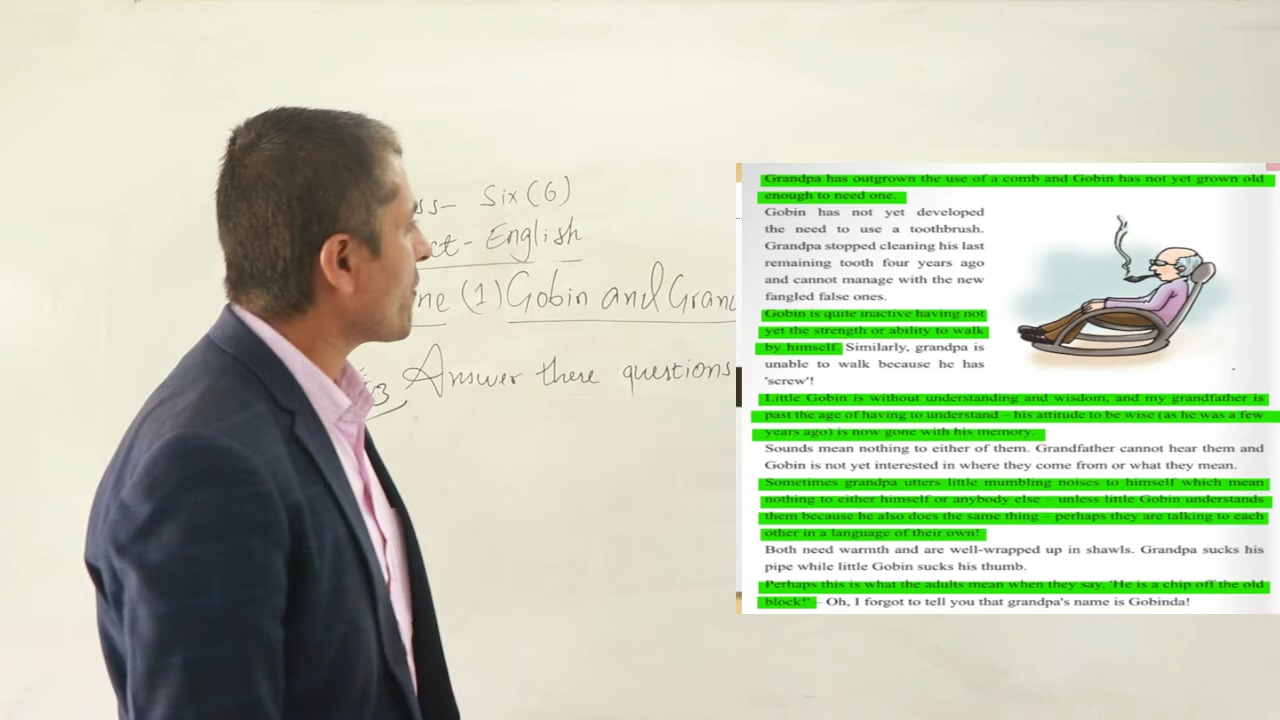 ss- Six (6)
ct- English
ne (1) Gobin and Gran
Answer there questions
Grandpa has outgrown the use of a comb and Gobin has not yet grown old
enough to need one.
Gobin has not yet developed
the need to use a toothbrush.
Grandpa stopped cleaning his last
remaining tooth four years ago
and cannot manage with the new
fangled false ones.
Gobin is quite inactive having not
yet the strength or ability to walk
by himself. Similarly, grandpa is
unable to walk because he has
'screw'!
Little Gobin is without understanding and wisdom, and my grandfather is
past the age of having to understand – his attitude to be wise (as he was a few
years ago) is now gone with his memory.
Sounds mean nothing to either of them. Grandfather cannot hear them and
Gobin is not yet interested in where they come from or what they mean.
Sometimes grandpa utters little mumbling noises to himself which mean
nothing to either himself or anybody else – unless little Gobin understands
them because he also does the same thing – perhaps they are talking to each
other in a language of their own!
Both need warmth and are well-wrapped up in shawls. Grandpa sucks his
pipe while little Gobin sucks his thumb.
Perhaps this is what the adults mean when they say, 'He is a chip off the old
block!' – Oh, I forgot to tell you that grandpa's name is Gobinda!